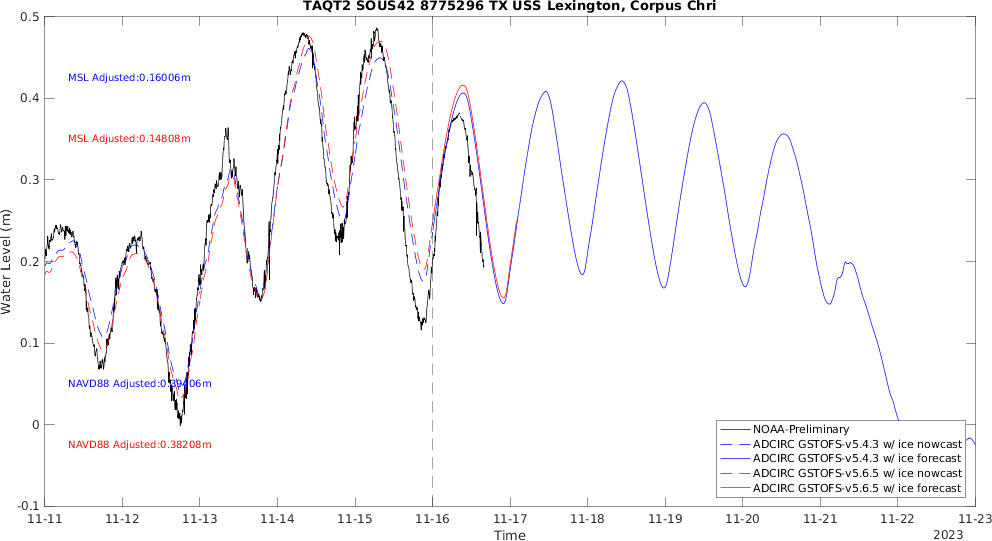 TAQT2 SOUS42 8775296 TX USS Lexington, Corpus Chri
0.5
0.4
0.3
0.2
0.1
0
-0.1
Water Level (m)
MSL Adjusted:0.16006m
MSL Adjusted:0.14808m
NAVD88 Adjusted:0.39406m
NAVD88 Adjusted:0.38208m
NOAA-Preliminary
ADCIRC GSTOFS-v5.4.3 w/ ice nowcast
ADCIRC GSTOFS-v5.4.3 w/ ice forecast
ADCIRC GSTOFS-v5.6.5 w/ ice nowcast
ADCIRC GSTOFS-v5.6.5 w/ ice forecast
11-11 11-12 11-13 11-14 11-15 11-16 11-17 11-18 11-19 11-20 11-21 11-22 11-23
Time
2023